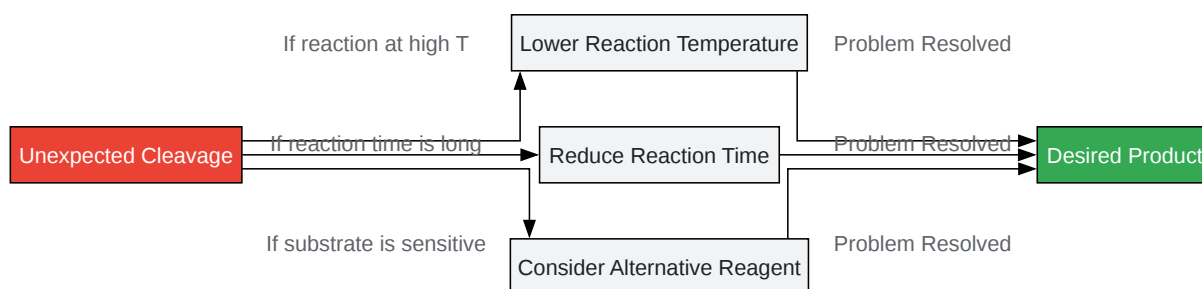 If reaction at high T
Lower Reaction Temperature
Problem Resolved
Unexpected Cleavage
If reaction time is long
Reduce Reaction Time
Problem Resolved
Desired Product
If substrate is sensitive
Consider Alternative Reagent
Problem Resolved